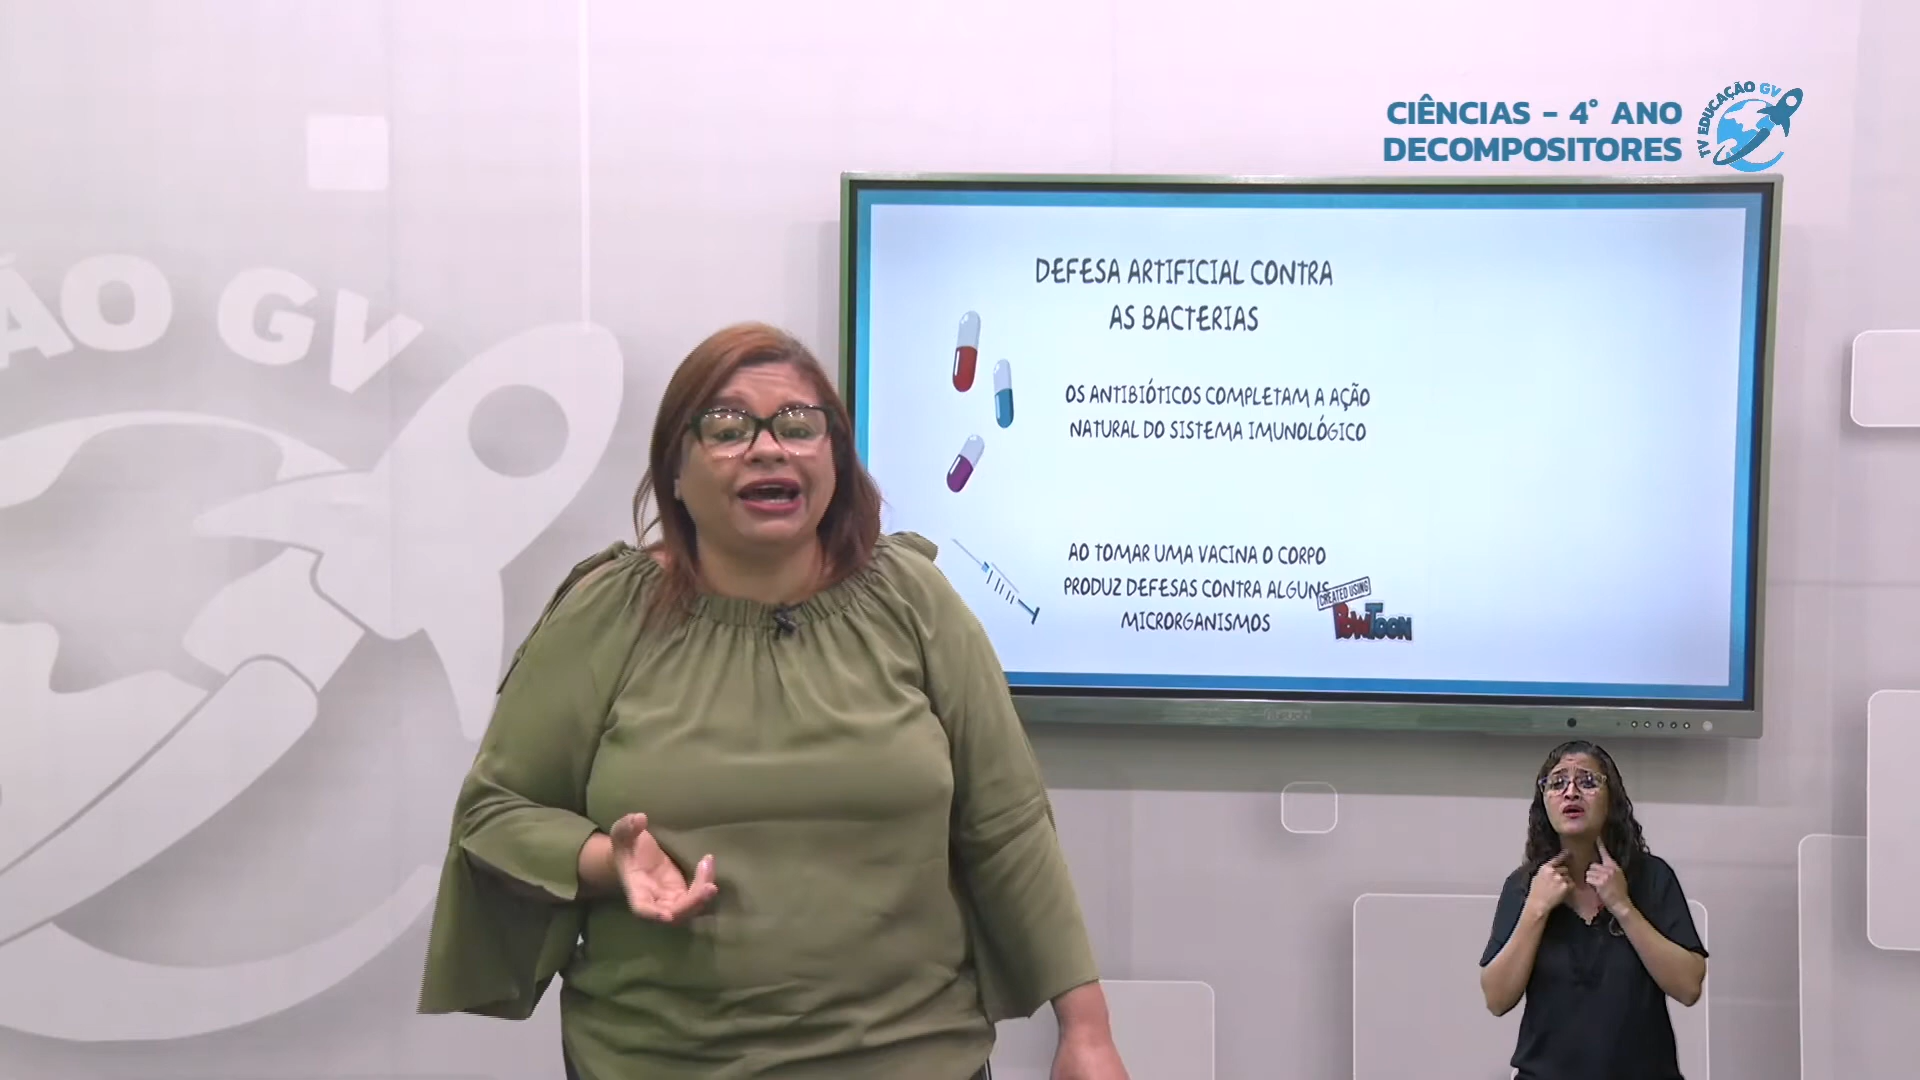 CIÊNCIAS - 4° ANO
DECOMPOSITORES
TV EDUCAÇÃO GV
DEFESA ARTIFICIAL CONTRA
AS BACTERIAS
OS ANTIBIÓTICOS COMPLETAM A AÇÃO
NATURAL DO SISTEMA IMUNOLÓGICO
AO TOMAR UMA VACINA O CORPO
PRODUZ DEFESAS CONTRA ALGUNS
MICRORGANISMOS
CREATED USING
POWTOON
ÃO GV